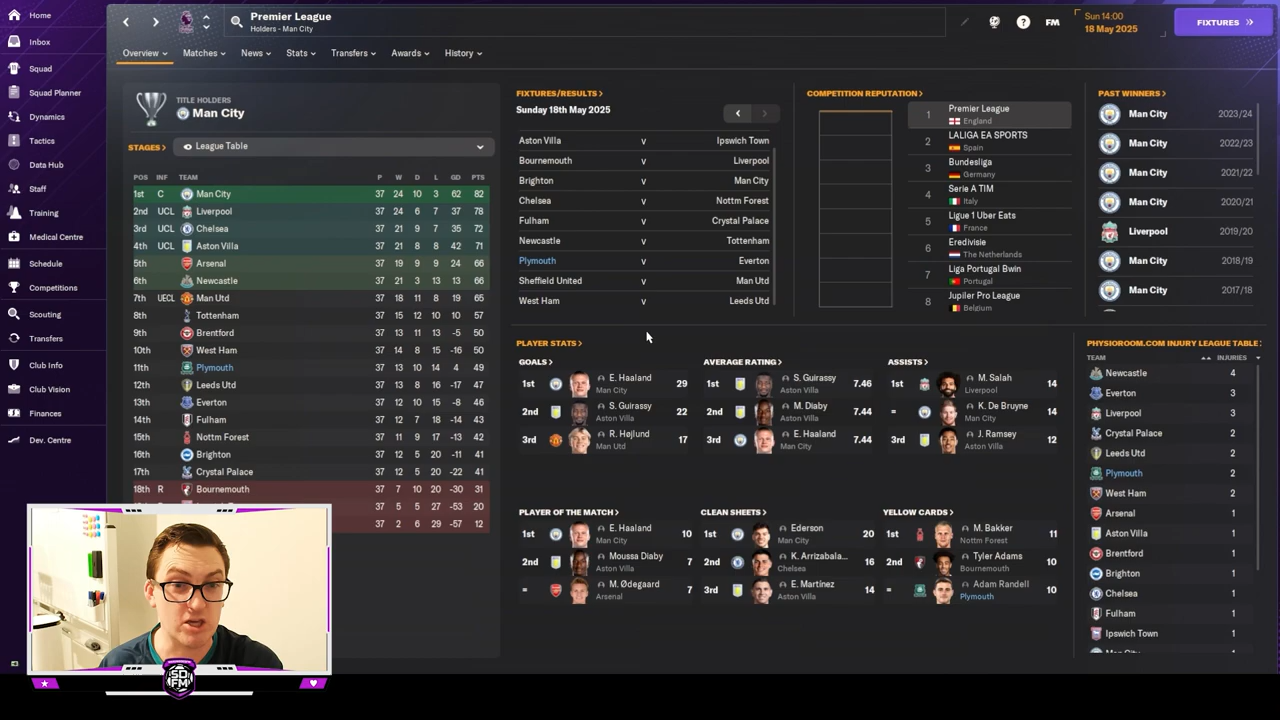 Home
Inbox
Squad
Squad Planner
Dynamics
Tactics
Data Hub
Staff
Training
Medical Centre
Schedule
Competitions
Scouting
Transfers
Club Info
Club Vision
Finances
Dev. Centre
Premier League
Holders - Man City
FM
Sun 14:00
18 May 2025
FIXTURES
Overview Matches News Stats Transfers Awards History
TITLE HOLDERS
Man City
STAGES > League Table
POS INF TEAM P W D L GD PTS
1st C Man City 37 24 10 3 62 82
2nd UCL Liverpool 37 24 6 7 37 78
3rd UCL Chelsea 37 21 9 7 35 72
4th UCL Aston Villa 37 21 8 8 42 71
5th Arsenal 37 19 9 9 24 66
6th Newcastle 37 21 3 13 13 66
7th UECL Man Utd 37 18 11 8 19 65
8th Tottenham 37 15 12 10 10 57
9th Brentford 37 13 11 13 -5 50
10th West Ham 37 14 8 15 -16 50
11th Plymouth 37 13 10 14 4 49
12th Leeds Utd 37 13 8 16 -17 47
13th Everton 37 12 10 15 -8 46
14th Fulham 37 12 7 18 -14 43
15th Nottm Forest 37 11 9 17 -13 42
16th Brighton 37 12 5 20 -11 41
17th Crystal Palace 37 12 5 20 -22 41
18th R Bournemouth 37 7 10 20 -30 31
37 5 5 27 -53 20
37 2 6 29 -57 12
FIXTURES/RESULTS >
Sunday 18th May 2025
Aston Villa v Ipswich Town
Bournemouth v Liverpool
Brighton v Man City
Chelsea v Nottm Forest
Fulham v Crystal Palace
Newcastle v Tottenham
Plymouth v Everton
Sheffield United v Man Utd
West Ham v Leeds Utd
COMPETITION REPUTATION >
1 Premier League
England
2 LALIGA EA SPORTS
Spain
3 Bundesliga
Germany
4 Serie A TIM
Italy
5 Ligue 1 Uber Eats
France
6 Eredivisie
The Netherlands
7 Liga Portugal Bwin
Portugal
8 Jupiler Pro League
Belgium
PAST WINNERS >
Man City 2023/24
Man City 2022/23
Man City 2021/22
Man City 2020/21
Liverpool 2019/20
Man City 2018/19
Man City 2017/18
PLAYER STATS >
GOALS >
1st E. Haaland 29
Man City
2nd S. Guirassy 22
Aston Villa
3rd R. Højlund 17
Man Utd
AVERAGE RATING >
1st S. Guirassy 7.46
Aston Villa
2nd M. Diaby 7.44
Aston Villa
3rd E. Haaland 7.44
Man City
ASSISTS >
1st M. Salah 14
Liverpool
= K. De Bruyne 14
Man City
3rd J. Ramsey 12
Aston Villa
PLAYER OF THE MATCH >
1st E. Haaland 10
Man City
2nd Moussa Diaby 7
Aston Villa
= M. Ødegaard 7
Arsenal
CLEAN SHEETS >
1st Ederson 20
Man City
2nd K. Arrizabala... 16
Chelsea
3rd E. Martínez 14
Aston Villa
YELLOW CARDS >
1st M. Bakker 11
Nottm Forest
2nd Tyler Adams 10
Bournemouth
= Adam Randell 10
Plymouth
PHYSIOROOM.COM INJURY LEAGUE TABLE
TEAM INJURIES
Newcastle 4
Everton 3
Liverpool 3
Crystal Palace 2
Leeds Utd 2
Plymouth 2
West Ham 2
Arsenal 1
Aston Villa 1
Brentford 1
Brighton 1
Chelsea 1
Fulham 1
Ipswich Town 1
Man City 1
SD
FM